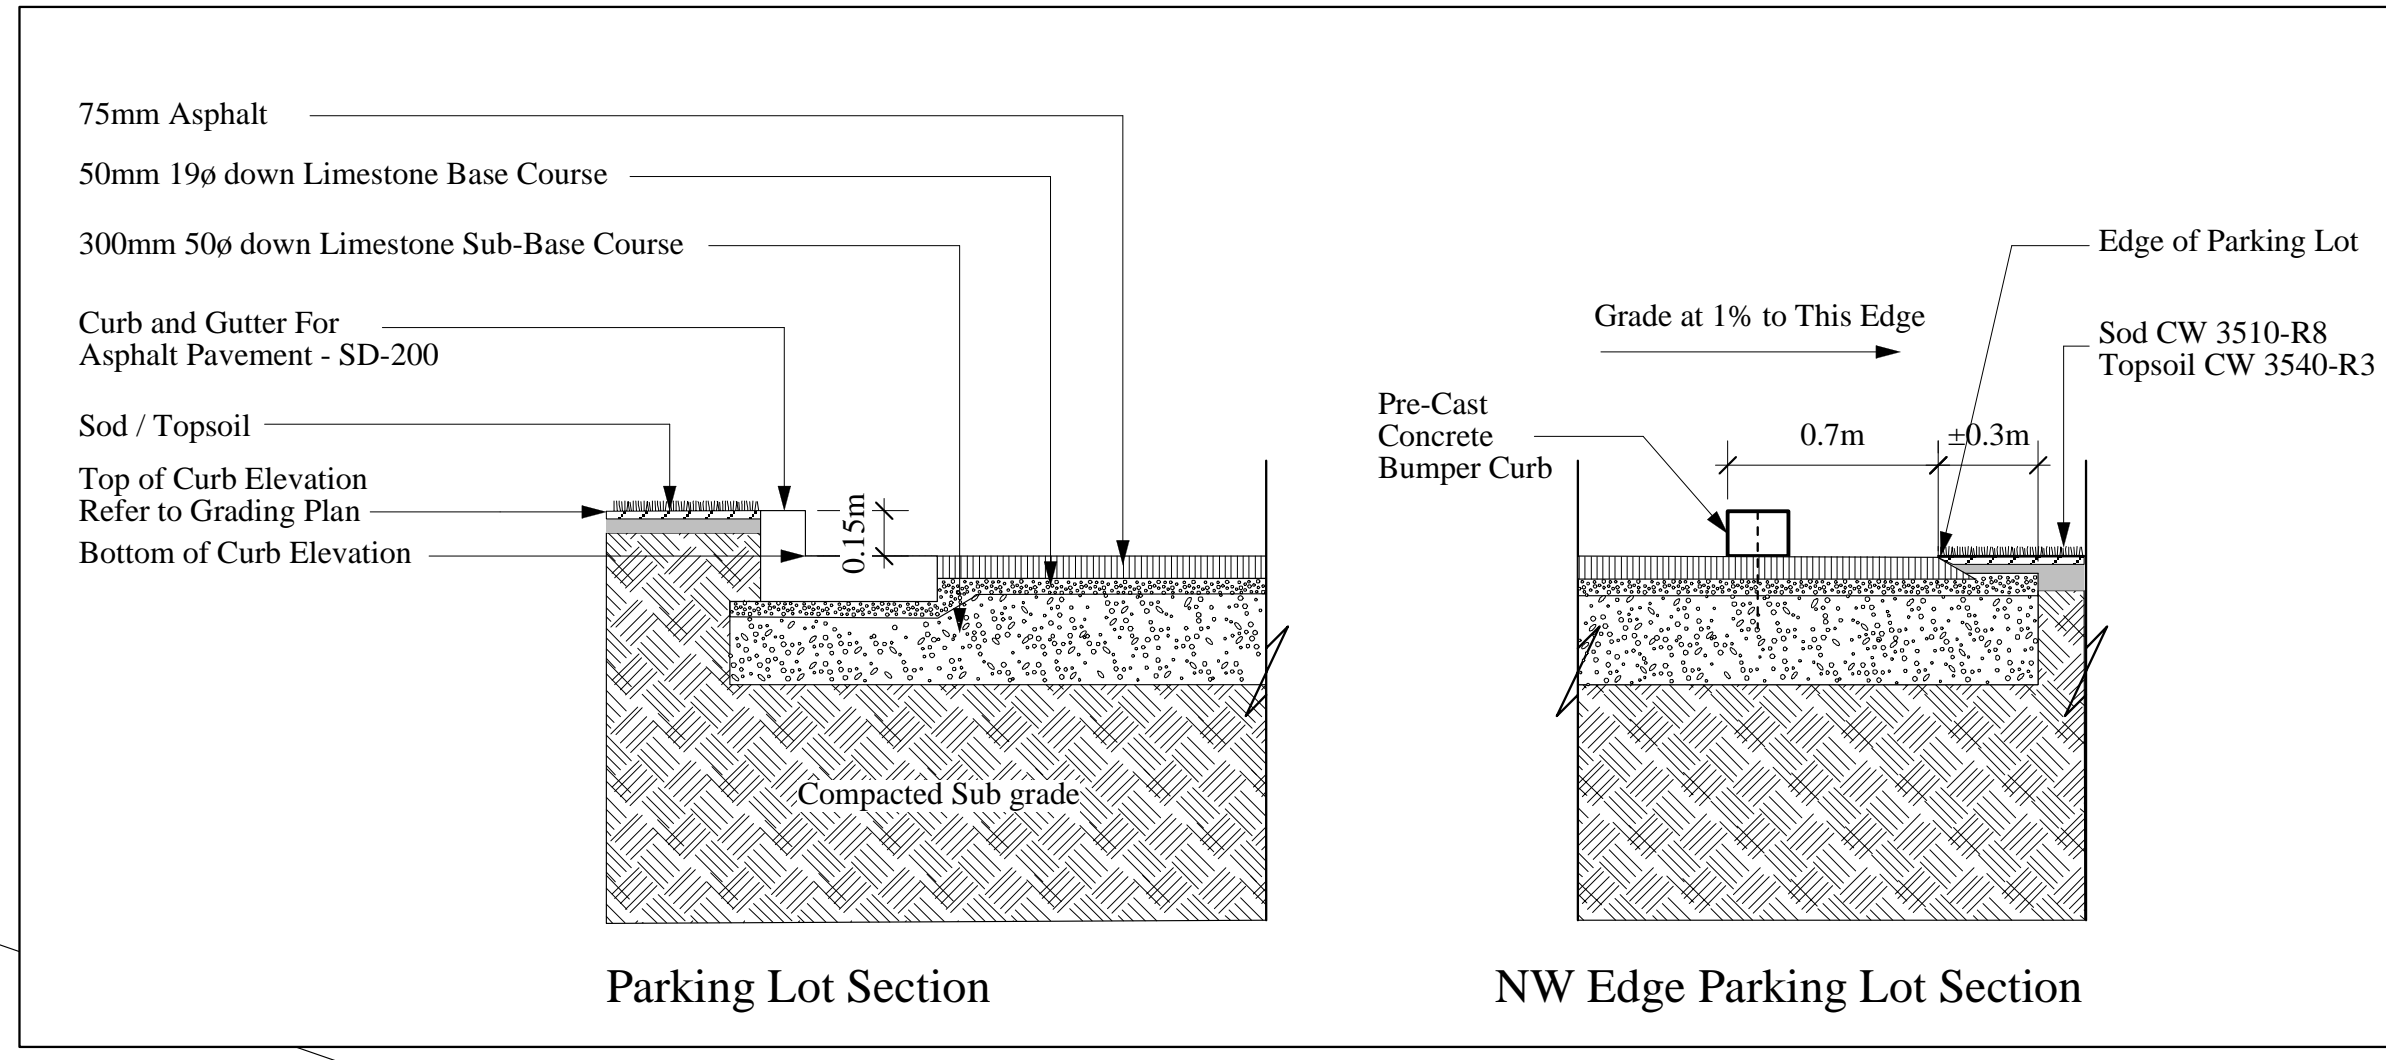 75mm Asphalt
50mm 19ø down Limestone Base Course
300mm 50ø down Limestone Sub-Base Course
Curb and Gutter For
Asphalt Pavement - SD-200
Sod / Topsoil
Top of Curb Elevation
Refer to Grading Plan
Bottom of Curb Elevation
0.15m
Compacted Sub grade
Parking Lot Section
Edge of Parking Lot
Grade at 1% to This Edge
Sod CW 3510-R8
Topsoil CW 3540-R3
Pre-Cast
Concrete
Bumper Curb
0.7m
±0.3m
NW Edge Parking Lot Section